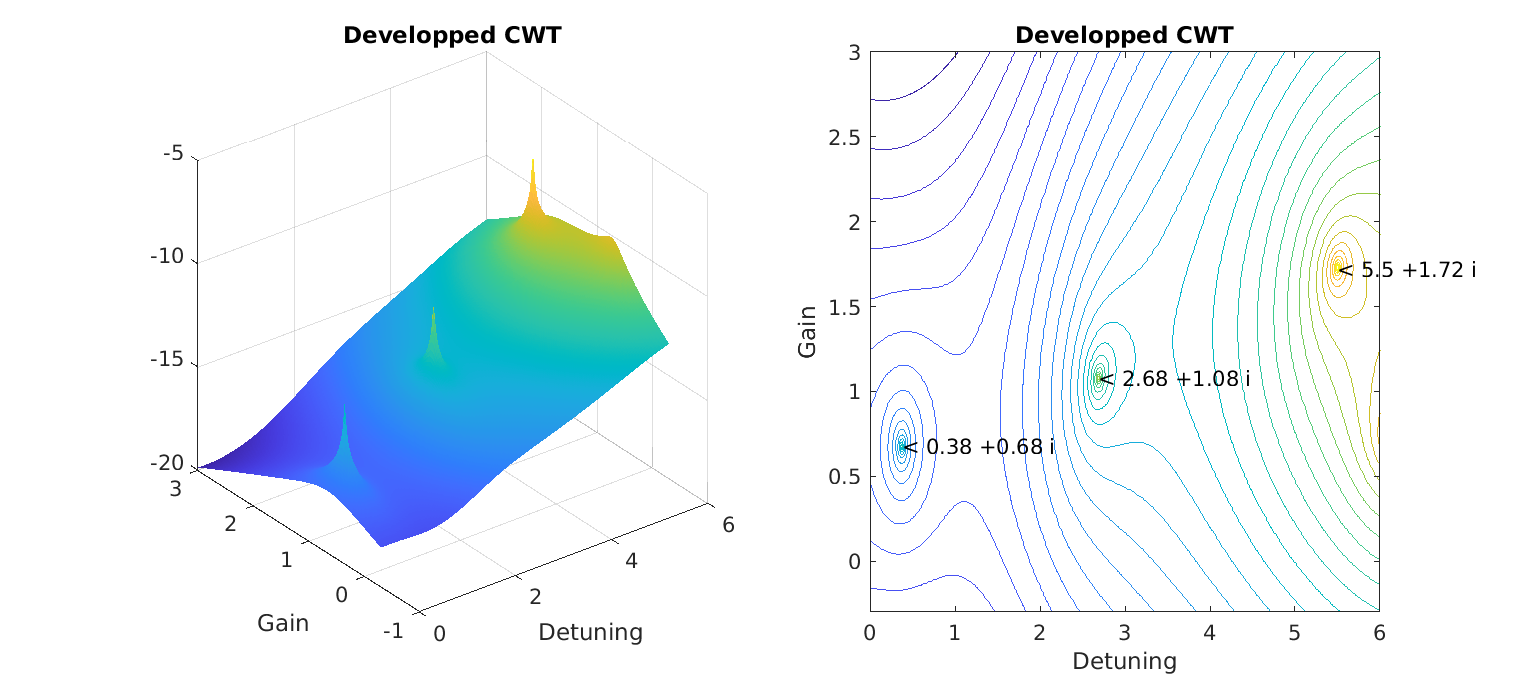 Developped CWT
-5
-10
-15
-20
3
2
1
0
-1
Gain
0
2
4
6
Detuning
Developped CWT
3
2.5
2
1.5
1
0.5
0
Gain
< 5.5 +1.72 i
< 2.68 +1.08 i
< 0.38 +0.68 i
0 1 2 3 4 5 6
Detuning